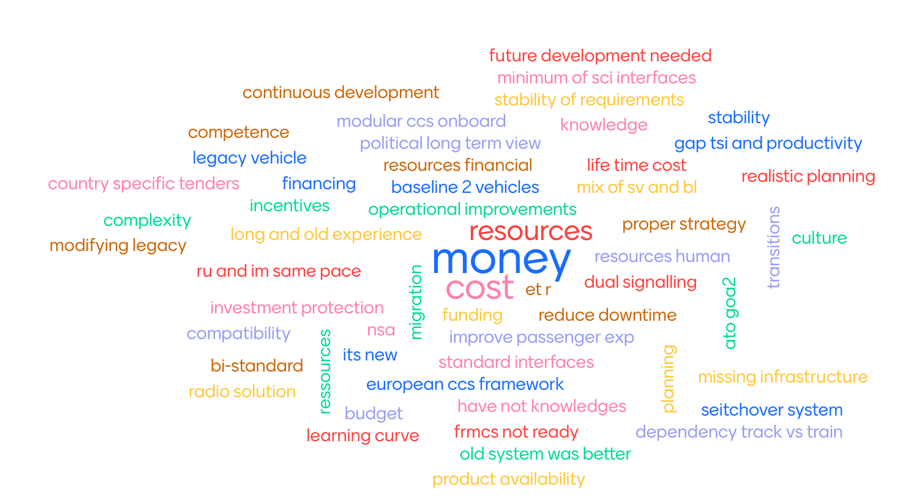 future development needed
minimum of sci interfaces
continuous development
stability of requirements
modular ccs onboard
knowledge
stability
competence
political long term view
gap tsi and productivity
legacy vehicle
resources financial
life time cost
country specific tenders
financing
baseline 2 vehicles
mix of sv and bl
realistic planning
incentives
operational improvements
complexity
long and old experience
resources
proper strategy
transitions
culture
modifying legacy
money
resources human
ru and im same pace
migration
cost
et r
dual signalling
ato goa2
investment protection
funding
reduce downtime
compatibility
nsa
improve passenger exp
bi-standard
ressources
its new
standard interfaces
planning
missing infrastructure
radio solution
european ccs framework
budget
have not knowledges
seitchover system
learning curve
frmcs not ready
dependency track vs train
old system was better
product availability